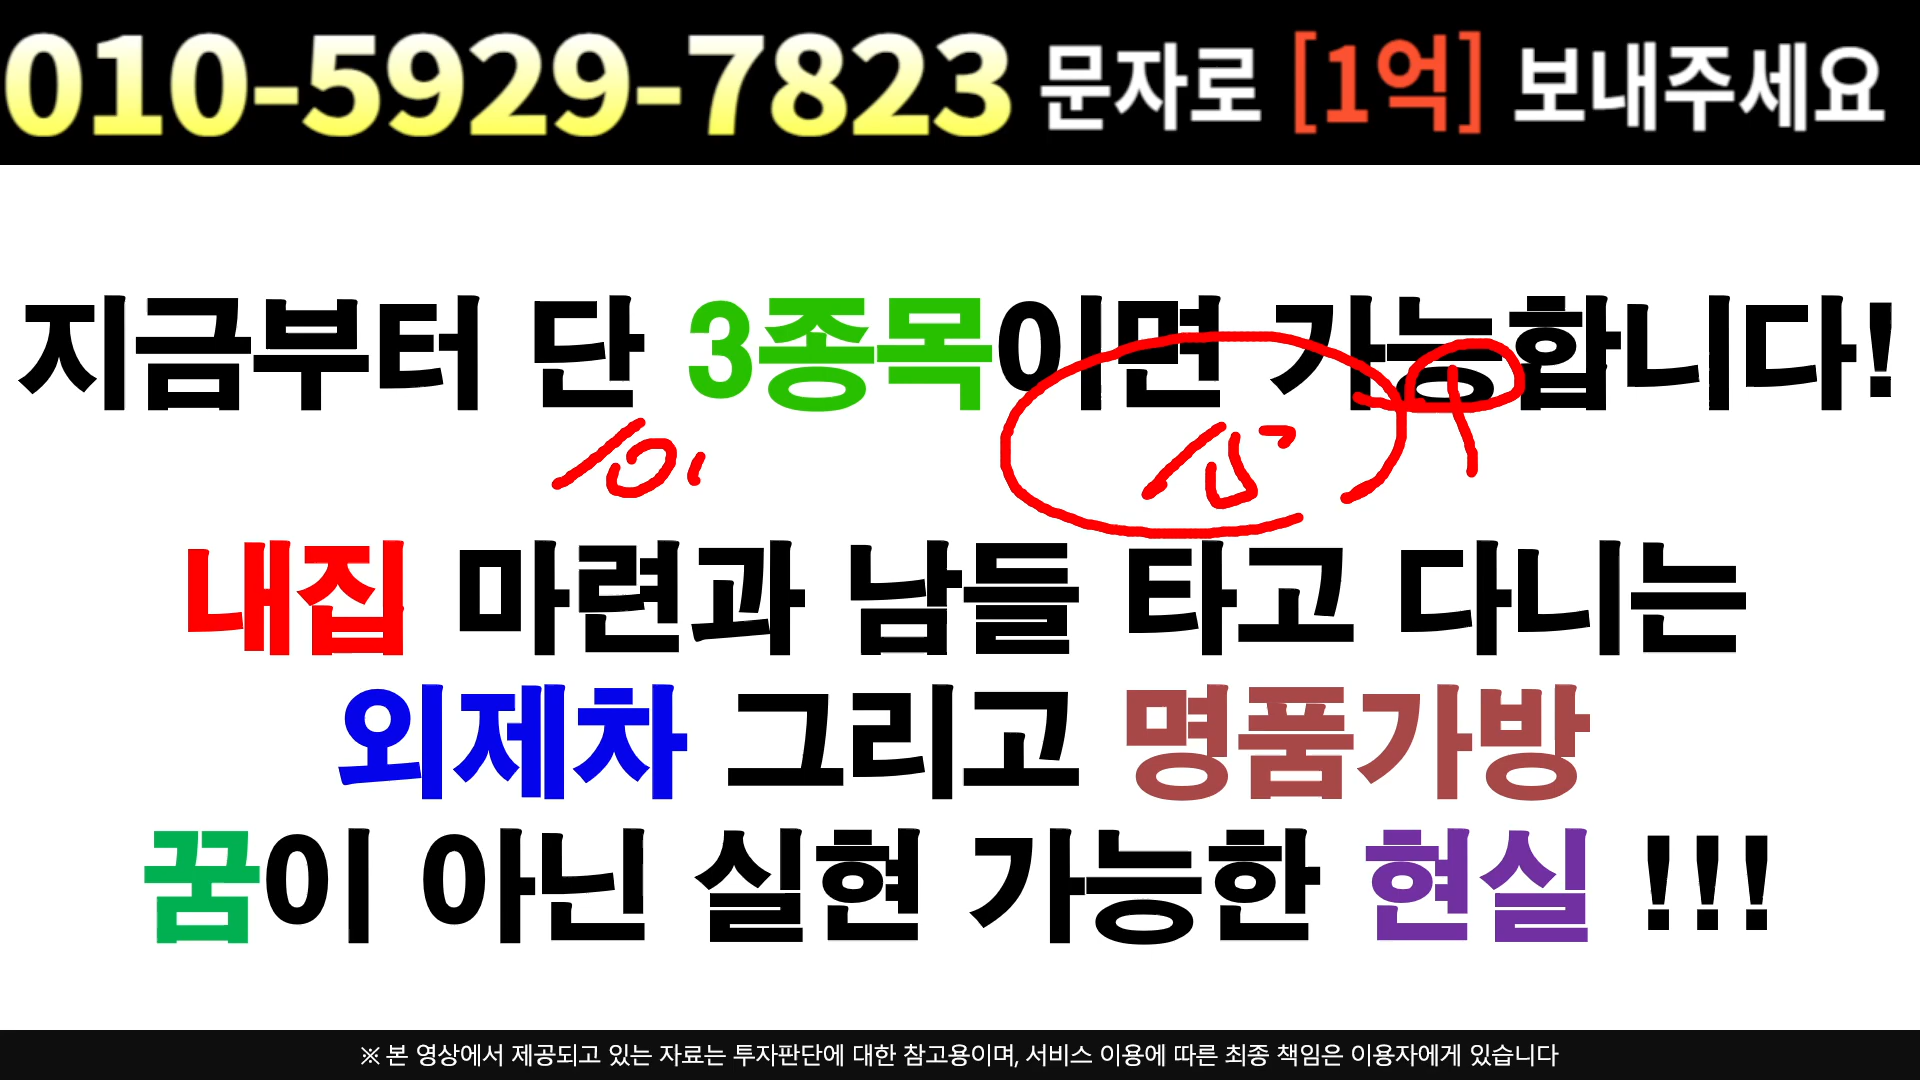 010-5929-7823 문자로 [1억] 보내주세요
지금부터 단 3종목이면 가능합니다!
내집 마련과 남들 타고 다니는
외제차 그리고 명품가방
꿈이 아닌 실현 가능한 현실 !!!
※ 본 영상에서 제공되고 있는 자료는 투자판단에 대한 참고용이며, 서비스 이용에 따른 최종 책임은 이용자에게 있습니다